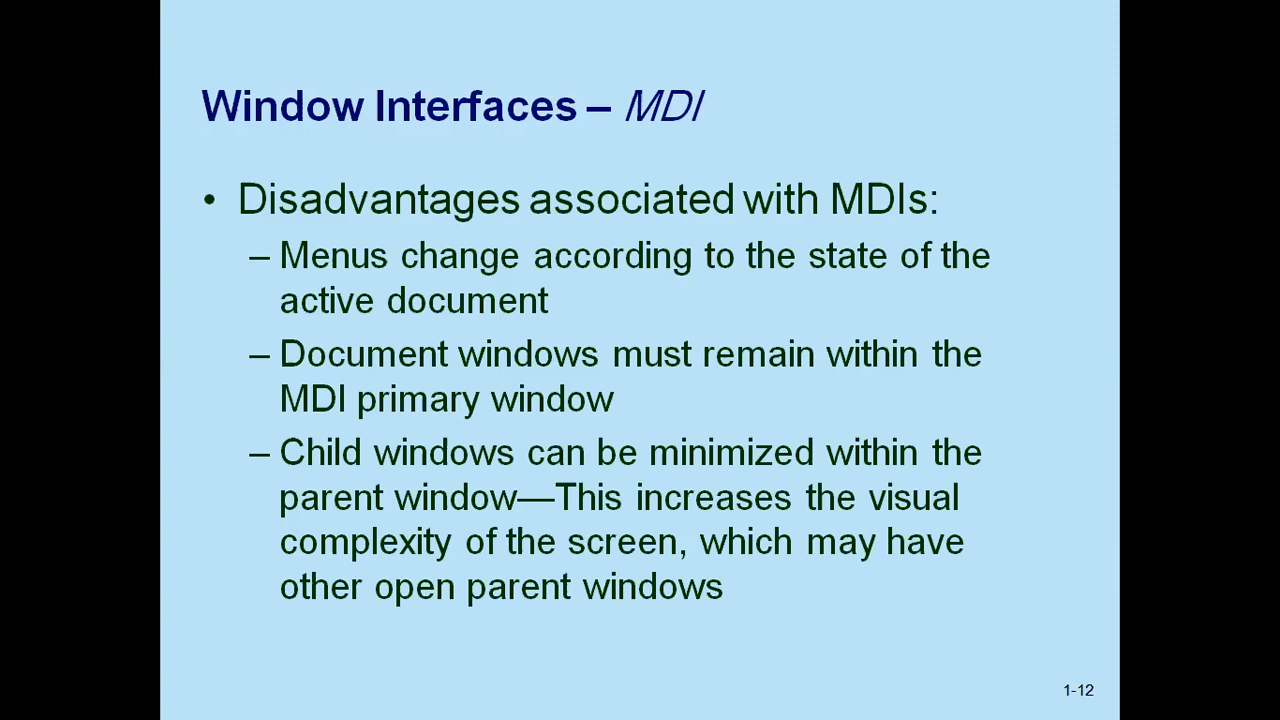 Window Interfaces – MDI
• Disadvantages associated with MDIs:
– Menus change according to the state of the
active document
– Document windows must remain within the
MDI primary window
– Child windows can be minimized within the
parent window—This increases the visual
complexity of the screen, which may have
other open parent windows
1-12